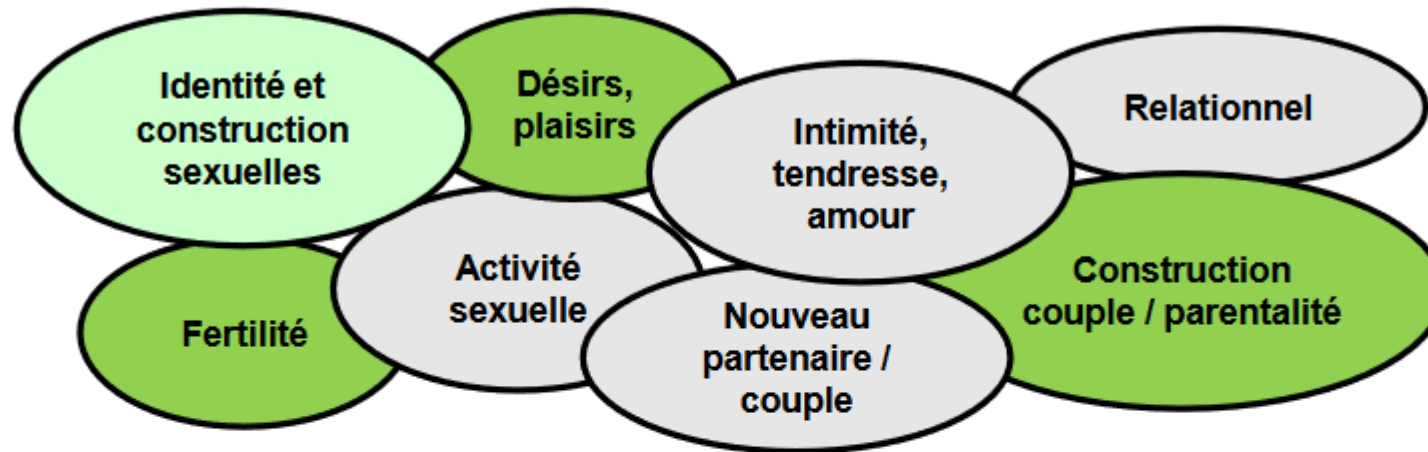 Identité et
construction
sexuelles
Désirs,
plaisirs
Intimité,
tendresse,
amour
Relationnel
Fertilité
Activité
sexuelle
Nouveau
partenaire /
couple
Construction
couple / parentalité